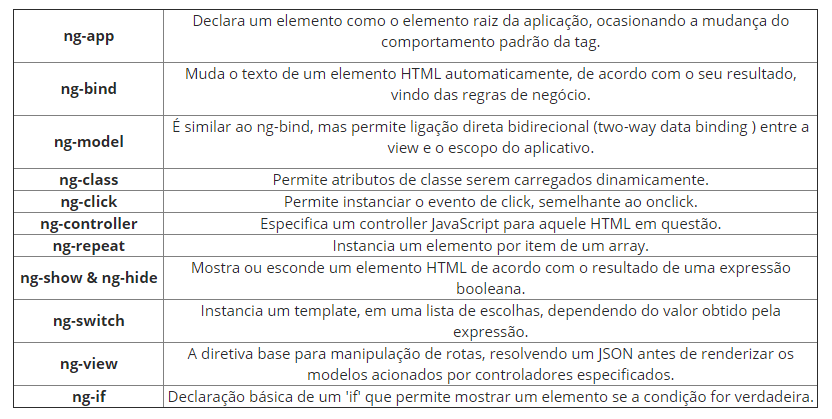 ng-app
Declara um elemento como o elemento raiz da aplicação, ocasionando a mudança do
comportamento padrão da tag.
ng-bind
Muda o texto de um elemento HTML automaticamente, de acordo com o seu resultado,
vindo das regras de negócio.
ng-model
É similar ao ng-bind, mas permite ligação direta bidirecional (two-way data binding ) entre a
view e o escopo do aplicativo.
ng-class
Permite atributos de classe serem carregados dinamicamente.
ng-click
Permite instanciar o evento de click, semelhante ao onclick.
ng-controller
Especifica um controller JavaScript para aquele HTML em questão.
ng-repeat
Instancia um elemento por item de um array.
ng-show & ng-hide
Mostra ou esconde um elemento HTML de acordo com o resultado de uma expressão
booleana.
ng-switch
Instancia um template, em uma lista de escolhas, dependendo do valor obtido pela
expressão.
ng-view
A diretiva base para manipulação de rotas, resolvendo um JSON antes de renderizar os
modelos acionados por controladores especificados.
ng-if
Declaração básica de um 'if' que permite mostrar um elemento se a condição for verdadeira.